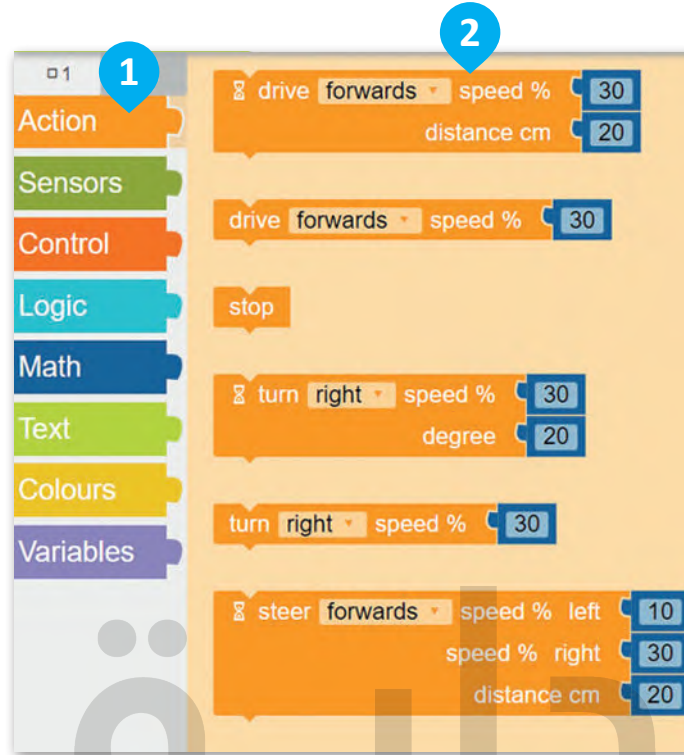 1
1
2
Action
Sensors
Control
Logic
Math
Text
Colours
Variables
drive forwards speed % 30
distance cm 20
drive forwards speed % 30
stop
turn right speed % 30
degree 20
turn right speed % 30
steer forwards speed % left 10
speed % right 30
distance cm 20